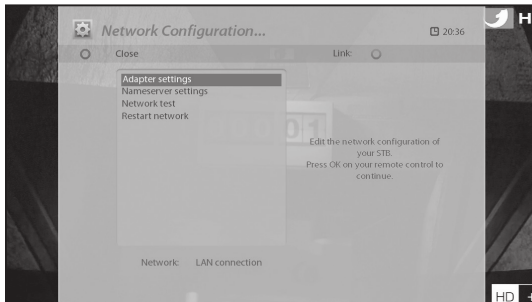 Network Configuration...
20:36
H
Close
Link:
Adapter settings
Nameserver settings
Network test
Restart network
Edit the network configuration of
your STB.
Press OK on your remote control to
continue.
Network: LAN connection
HD